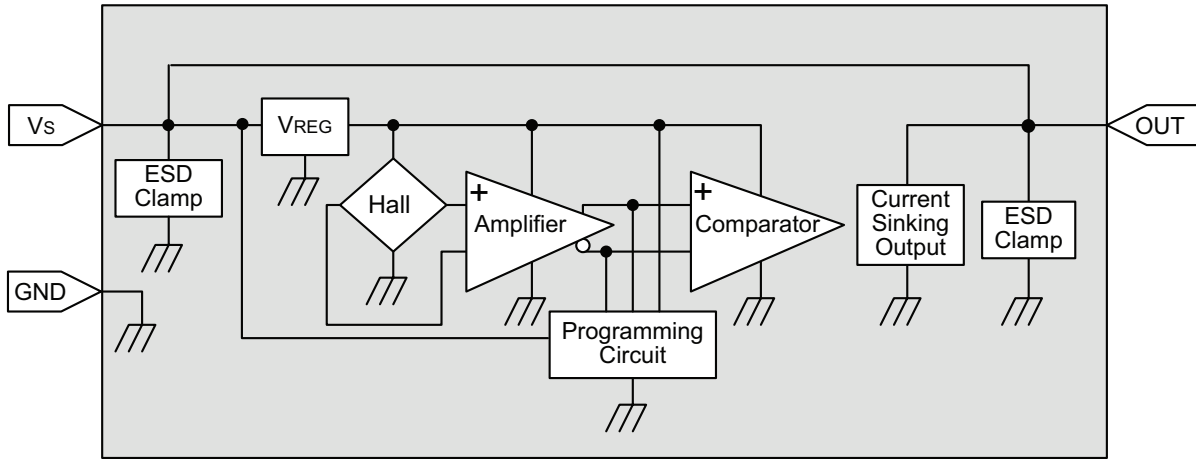 Vs
VREG
OUT
ESD
Clamp
Hall
+
Amplifier
+
Comparator
Current
Sinking
Output
ESD
Clamp
GND
Programming
Circuit